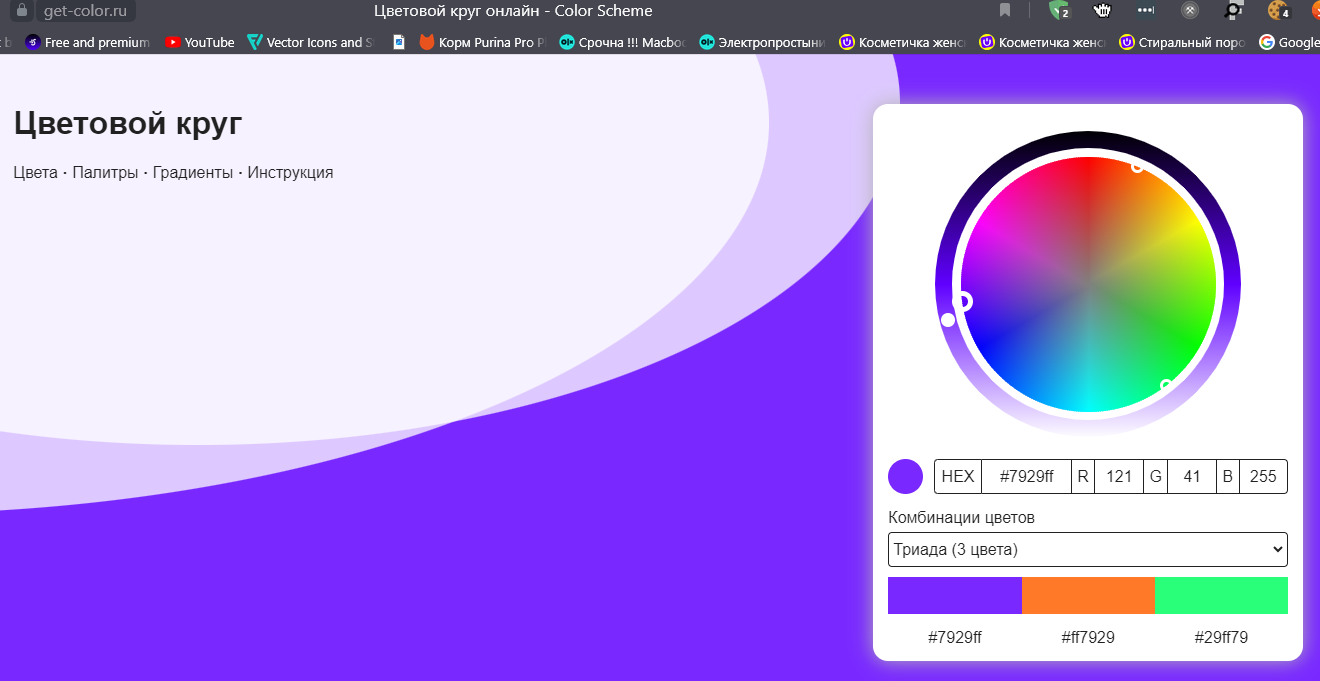 get-color.ru
Цветовой круг онлайн - Color Scheme
2
4
Free and premium
YouTube
Vector Icons and S
Корм Purina Pro P
Срочна !!! Macboo
Электропростыни
Косметичка женс
Косметичка женс
Стиральный поро
Google
Цветовой круг
Цвета · Палитры · Градиенты · Инструкция
HEX #7929ff R 121 G 41 B 255
Комбинации цветов
Триада (3 цвета)
#7929ff #ff7929 #29ff79